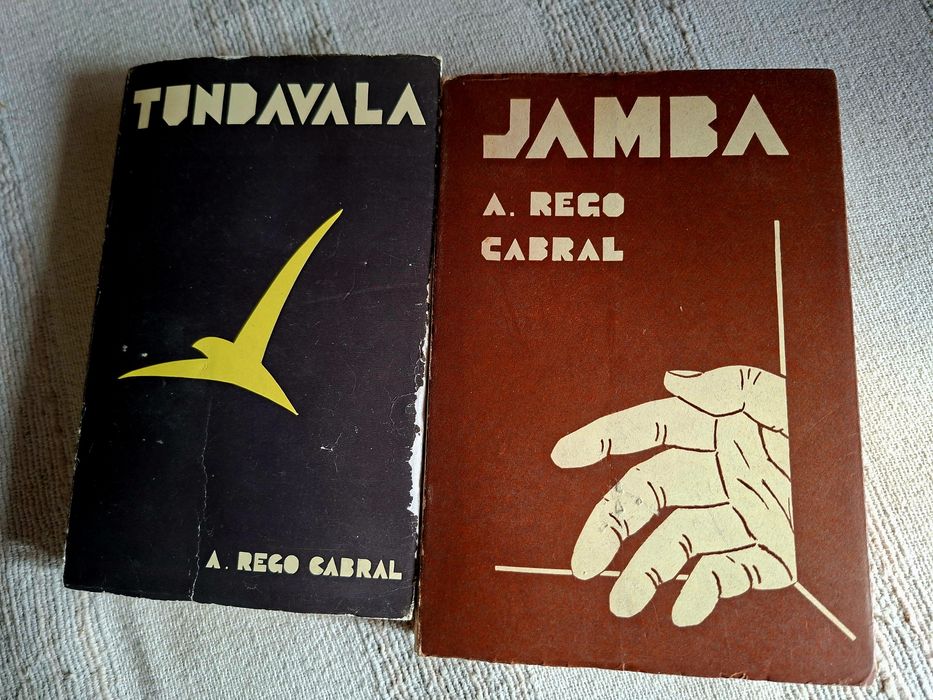 TUNDAVALA
A. REGO CABRAL
JAMBA
A. REGO
CABRAL